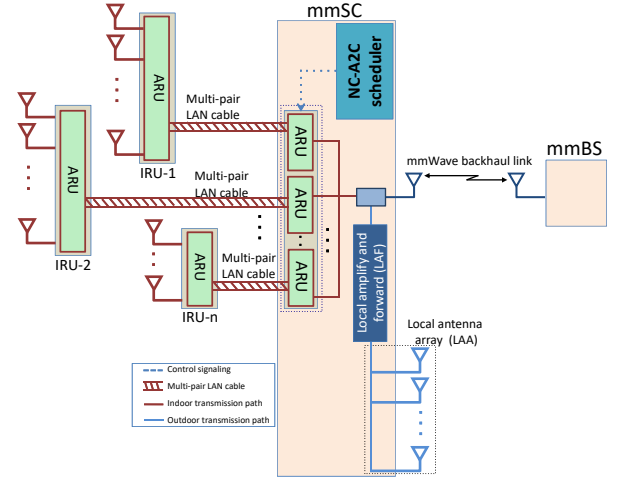 mmSC
NC-A2C
scheduler
ARU
IRU-1
Multi-pair
LAN cable
ARU
ARU
IRU-2
Multi-pair
LAN cable
ARU
mmWave backhaul link
mmBS
ARU
IRU-n
Multi-pair
LAN cable
ARU
Local amplify and
forward (LAF)
Local antenna
array (LAA)
Control signaling
Multi-pair LAN cable
Indoor transmission path
Outdoor transmission path